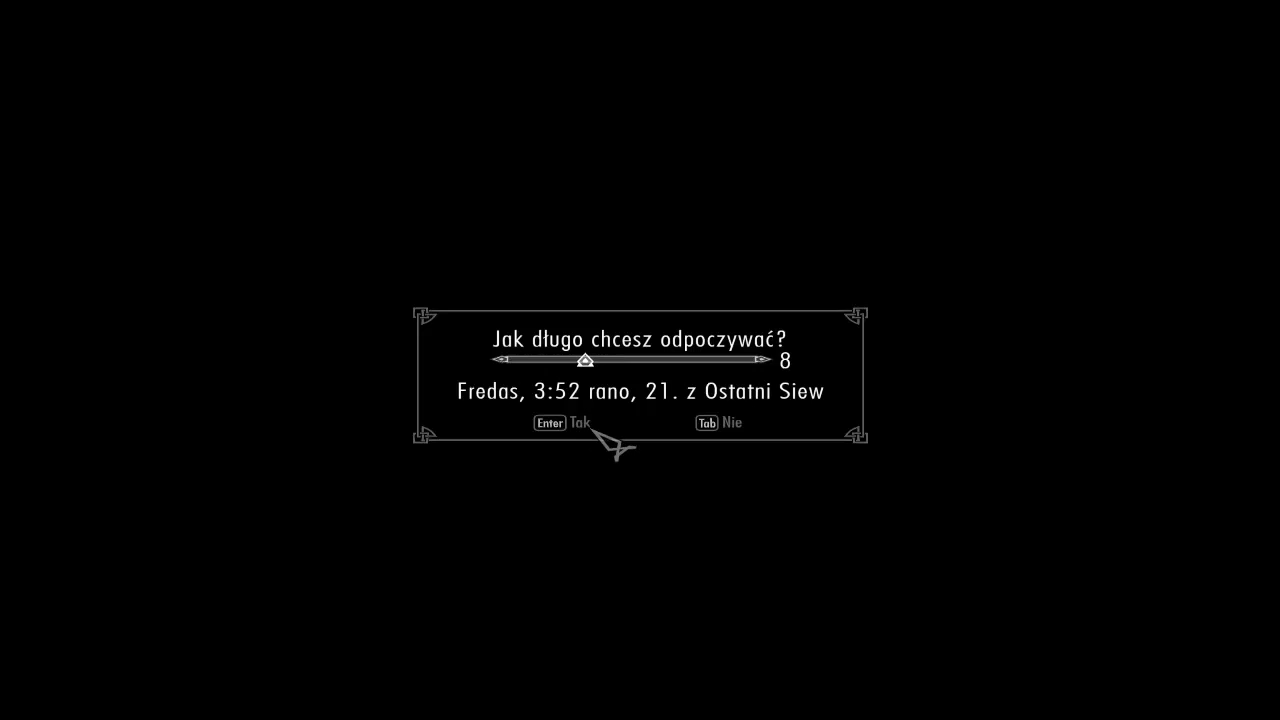 Jak długo chcesz odpoczywać?
8
Fredas, 3:52 rano, 21. z Ostatni Siew
Enter Tak Tab Nie